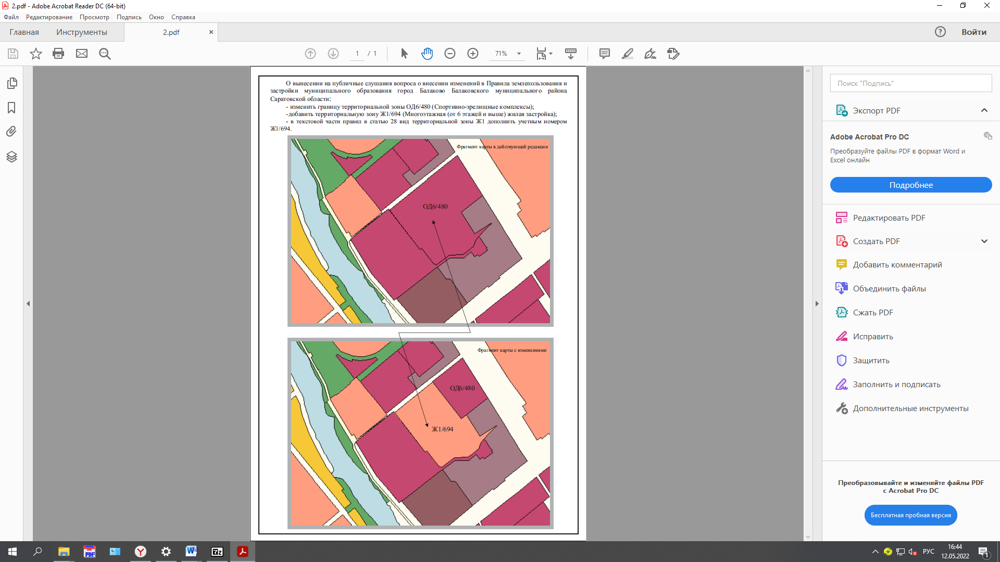 2.pdf - Adobe Acrobat Reader DC (64-bit)
Файл Редактирование Просмотр Подпись Окно Справка
Главная Инструменты 2.pdf × Войти
1 / 1 71%
О вынесении на публичные слушания вопроса о внесении изменений в Правила землепользования и
застройки муниципального образования город Балаково Балаковского муниципального района
Саратовской области:
- изменить границу территориальной зоны ОД6/480 (Спортивно-зрелищные комплексы);
-добавить территориальную зону Ж1/694 (Многоэтажная (от 6 этажей и выше) жилая застройка);
- в текстовой части правил в статью 28 вид территориальной зоны Ж1 дополнить учетным номером
Ж1/694.
Фрагмент карты в действующей редакции
ОД6/480
Фрагмент карты с изменениями
ОД6/480
Ж1/694
Поиск "Подпись"
Экспорт PDF
Adobe Acrobat Pro DC
Преобразуйте файлы PDF в формат Word и
Excel онлайн
Подробнее
Редактировать PDF
Создать PDF
Добавить комментарий
Объединить файлы
Сжать PDF
Исправить
Защитить
Заполнить и подписать
Дополнительные инструменты
Преобразовывайте и изменяйте файлы PDF
с Acrobat Pro DC
Бесплатная пробная версия
PDF
Y
W
7z
РУС
16:44
12.05.2022
1